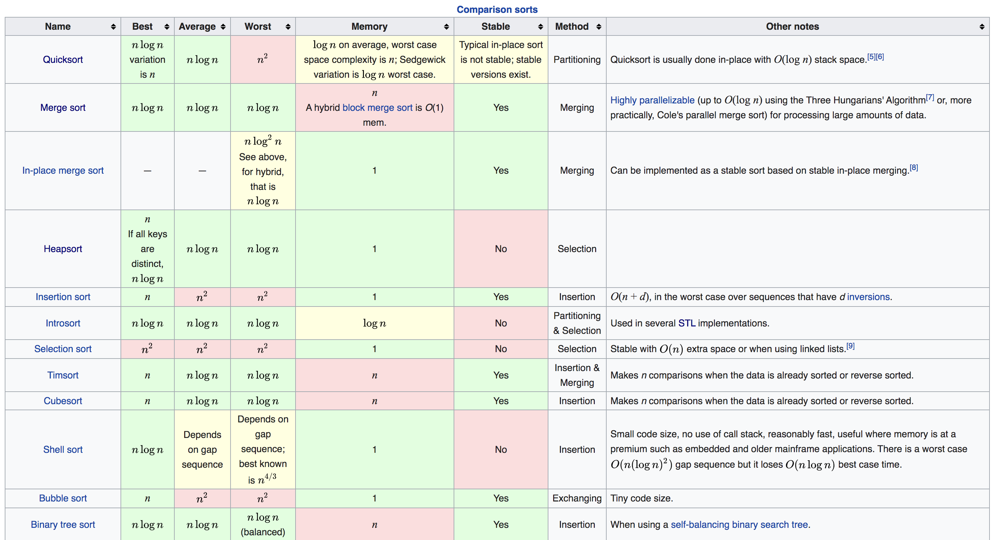 Comparison sorts
Name Best Average Worst Memory Stable Method Other notes
Quicksort
n log n
variation
is n
n log n
n²
log n on average, worst case
space complexity is n; Sedgewick
variation is log n worst case.
Typical in-place sort
is not stable; stable
versions exist.
Partitioning
Quicksort is usually done in-place with O(log n) stack space.[5][6]
Merge sort
n log n
n log n
n log n
n
A hybrid block merge sort is O(1)
mem.
Yes
Merging
Highly parallelizable (up to O(log n) using the Three Hungarians' Algorithm[7] or, more
practically, Cole's parallel merge sort) for processing large amounts of data.
In-place merge sort
—
—
n log² n
See above,
for hybrid,
that is
n log n
1
Yes
Merging
Can be implemented as a stable sort based on stable in-place merging.[8]
Heapsort
n
If all keys
are
distinct,
n log n
n log n
n log n
1
No
Selection
Insertion sort
n
n²
n²
1
Yes
Insertion
O(n + d), in the worst case over sequences that have d inversions.
Introsort
n log n
n log n
n log n
log n
No
Partitioning
& Selection
Used in several STL implementations.
Selection sort
n²
n²
n²
1
No
Selection
Stable with O(n) extra space or when using linked lists.[9]
Timsort
n
n log n
n log n
n
Yes
Insertion &
Merging
Makes n comparisons when the data is already sorted or reverse sorted.
Cubesort
n
n log n
n log n
n
Yes
Insertion
Makes n comparisons when the data is already sorted or reverse sorted.
Shell sort
n log n
Depends
on gap
sequence
Depends on
gap
sequence;
best known
is n^4/3
1
No
Insertion
Small code size, no use of call stack, reasonably fast, useful where memory is at a
premium such as embedded and older mainframe applications. There is a worst case
O(n(log n)²) gap sequence but it loses O(n log n) best case time.
Bubble sort
n
n²
n²
1
Yes
Exchanging
Tiny code size.
Binary tree sort
n log n
n log n
n log n
(balanced)
n
Yes
Insertion
When using a self-balancing binary search tree.